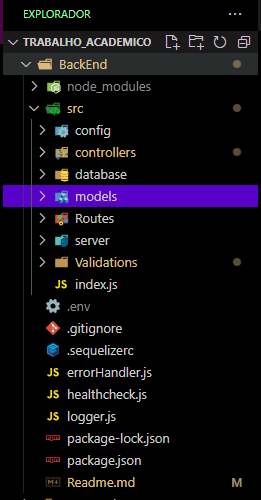 EXPLORADOR
TRABALHO_ACADEMICO
BackEnd
node_modules
src
config
controllers
database
models
Routes
server
Validations
JS index.js
.env
.gitignore
.sequelizerc
JS errorHandler.js
JS healthcheck.js
JS logger.js
package-lock.json
package.json
Readme.md M